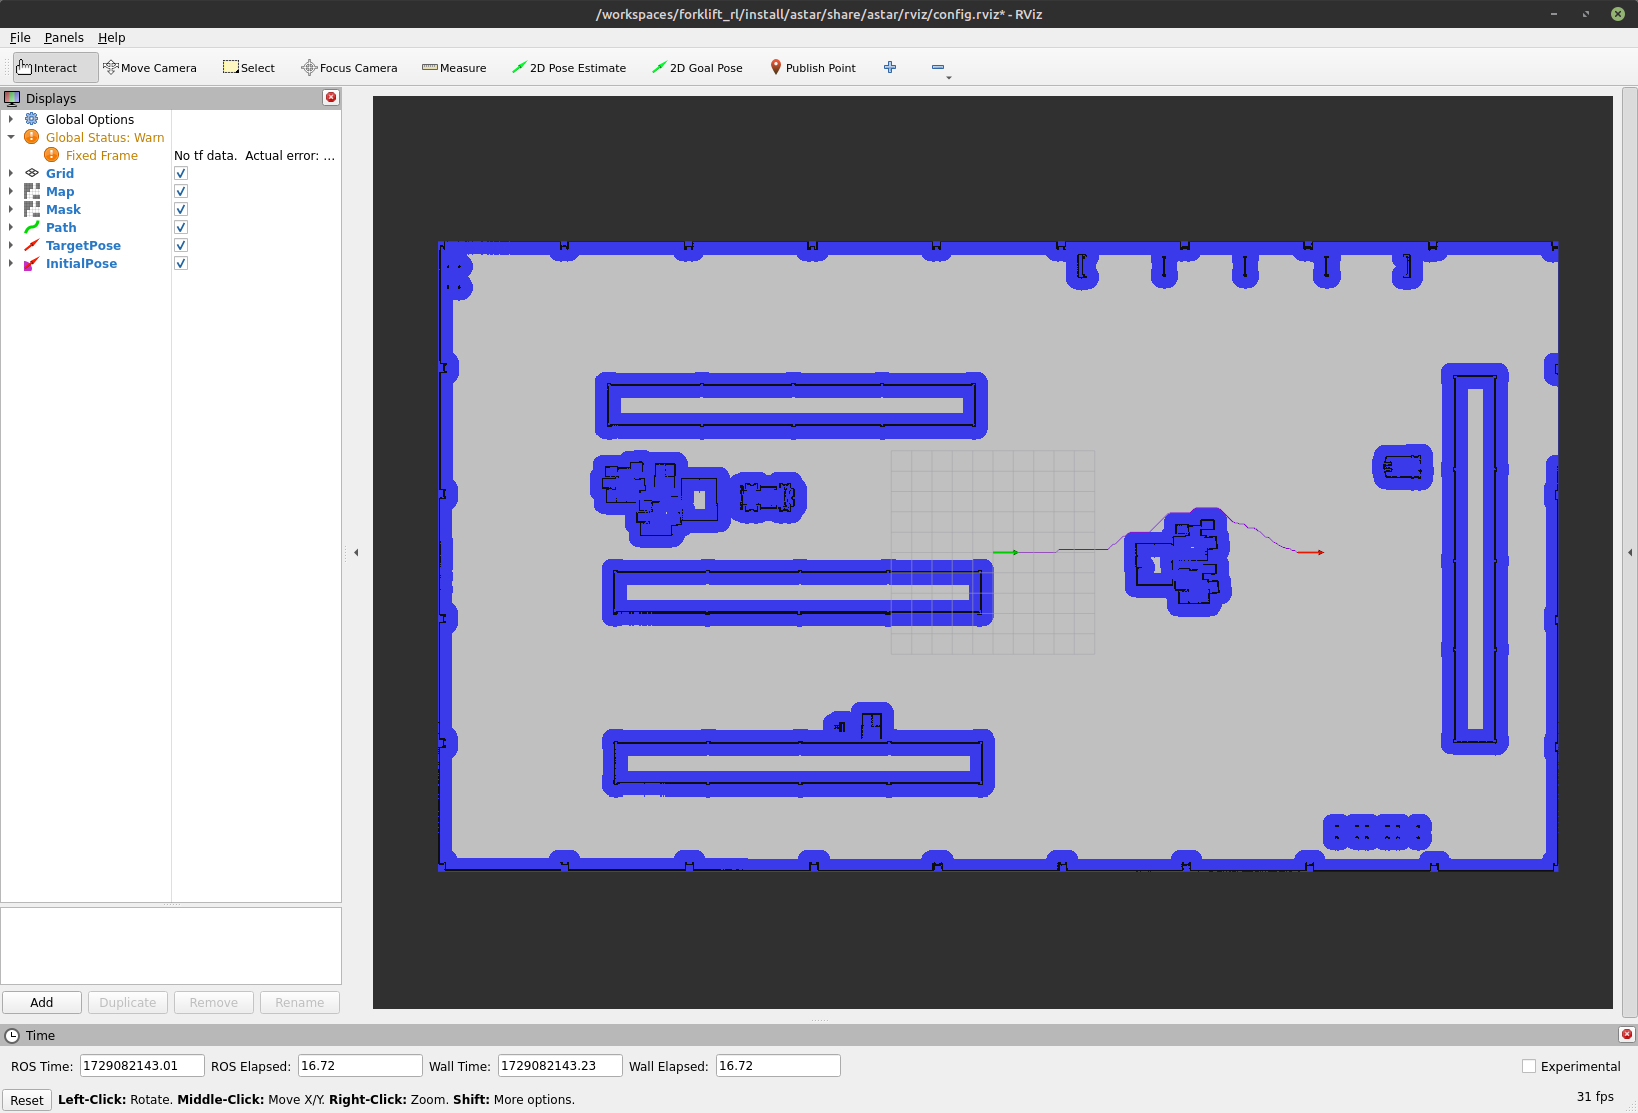 /workspaces/forklift_rl/install/astar/share/astar/rviz/config.rviz* - RViz
File Panels Help
Interact Move Camera Select Focus Camera Measure 2D Pose Estimate 2D Goal Pose Publish Point
Displays
Global Options
Global Status: Warn
Fixed Frame No tf data.  Actual error: ...
Grid
Map
Mask
Path
TargetPose
InitialPose
Add Duplicate Remove Rename
Time
ROS Time: 1729082143.01 ROS Elapsed: 16.72 Wall Time: 1729082143.23 Wall Elapsed: 16.72 Experimental
Reset Left-Click: Rotate. Middle-Click: Move X/Y. Right-Click: Zoom. Shift: More options. 31 fps